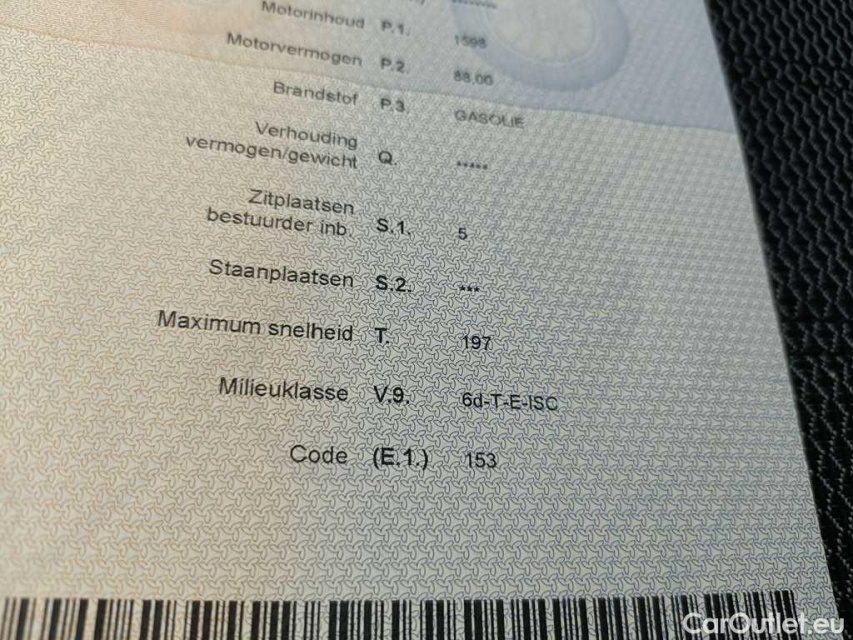 Motorinhoud P.1. 1598
Motorvermogen P.2. 88.00
Brandstof P.3. GASOLIE
Verhouding
vermogen/gewicht Q. *****
Zitplaatsen
bestuurder inb. S.1. 5
Staanplaatsen S.2. ***
Maximum snelheid T. 197
Milieuklasse V.9. 6d-T-E-ISC
Code (E.1.) 153
CarOutlet.eu